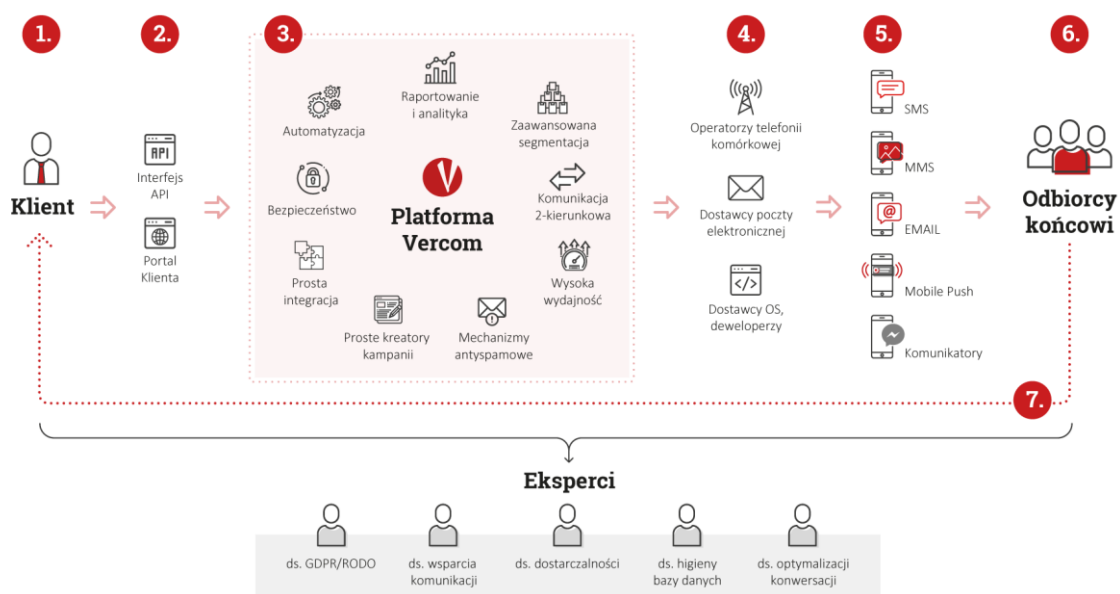 1.
2.
3.
4.
5.
6.
Klient
API
Interfejs
API
Portal
Klienta
Automatyzacja
Raportowanie
i analityka
Zaawansowana
segmentacja
Bezpieczeństwo
Platforma
Vercom
Komunikacja
2-kierunkowa
Prosta
integracja
Wysoka
wydajność
Proste kreatory
kampanii
Mechanizmy
antyspamowe
Operatorzy telefonii
komórkowej
Dostawcy poczty
elektronicznej
Dostawcy OS,
deweloperzy
SMS
MMS
@
EMAIL
Mobile Push
Komunikatory
Odbiorcy
końcowi
7.
Eksperci
ds. GDPR/RODO
ds. wsparcia
komunikacji
ds. dostarczalności
ds. higieny
bazy danych
ds. optymalizacji
konwersacji